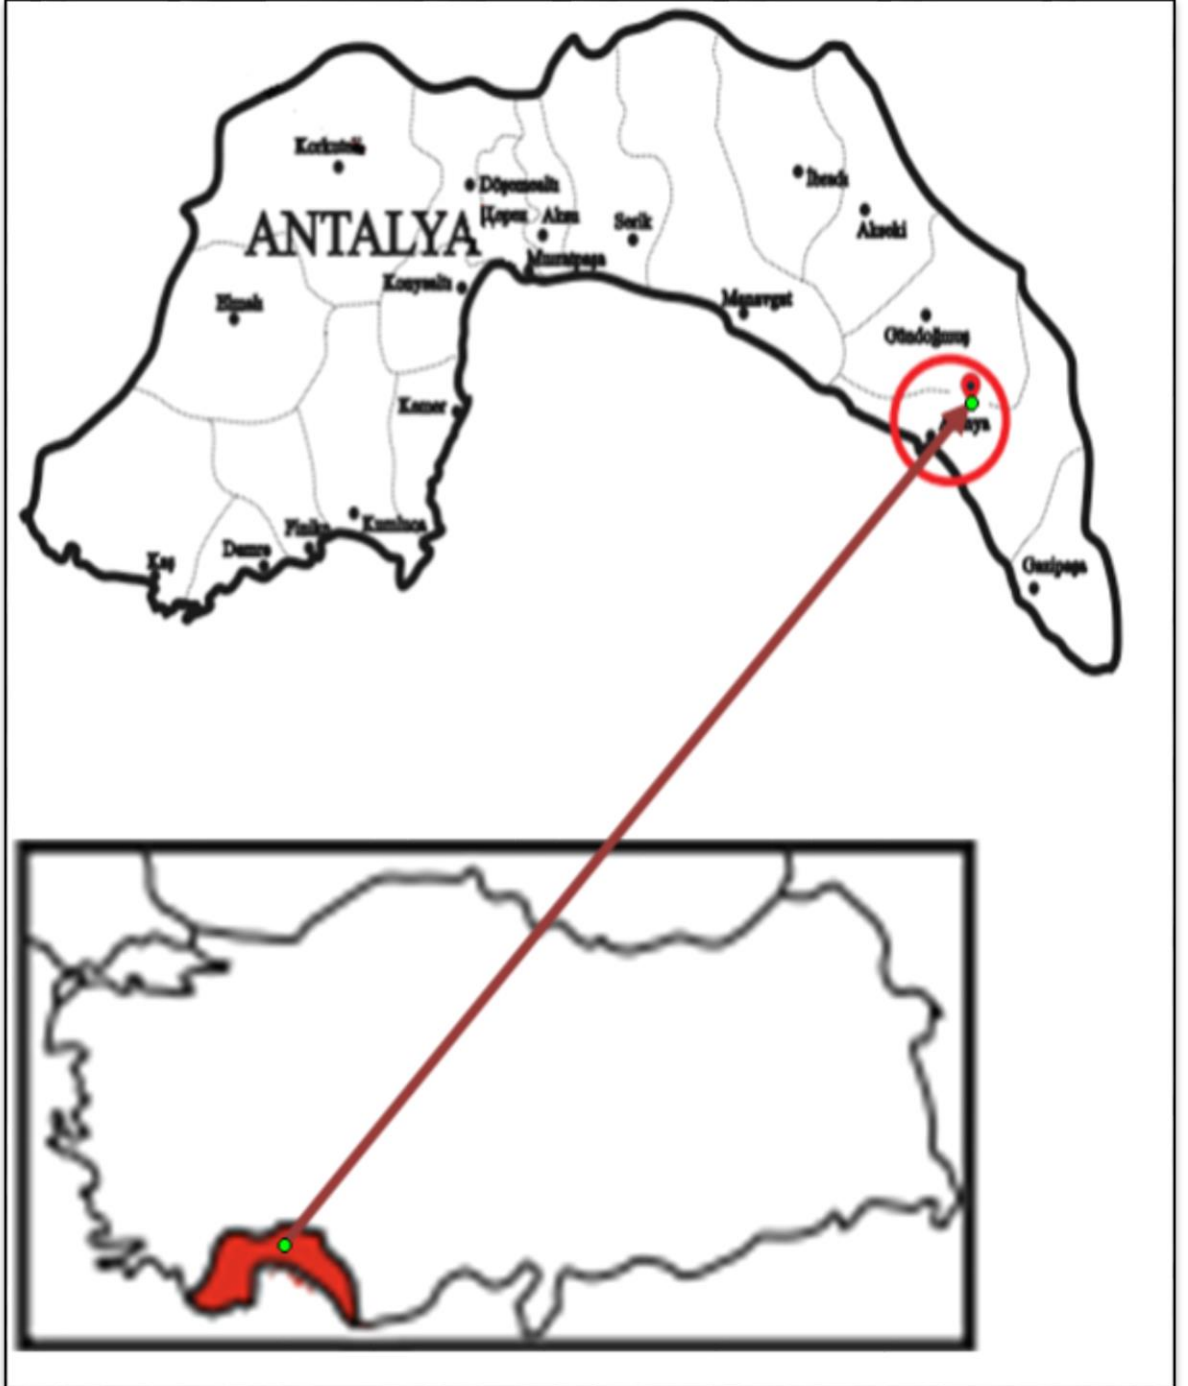 Korkuteli
Döşemealtı
İbradı
Kepez
Aksu
Serik
Akseki
ANTALYA
Muratpaşa
Konyaaltı
Elmalı
Manavgat
Gündoğmuş
Kemer
Alanya
Finike
Kumluca
Kaş
Demre
Gazipaşa